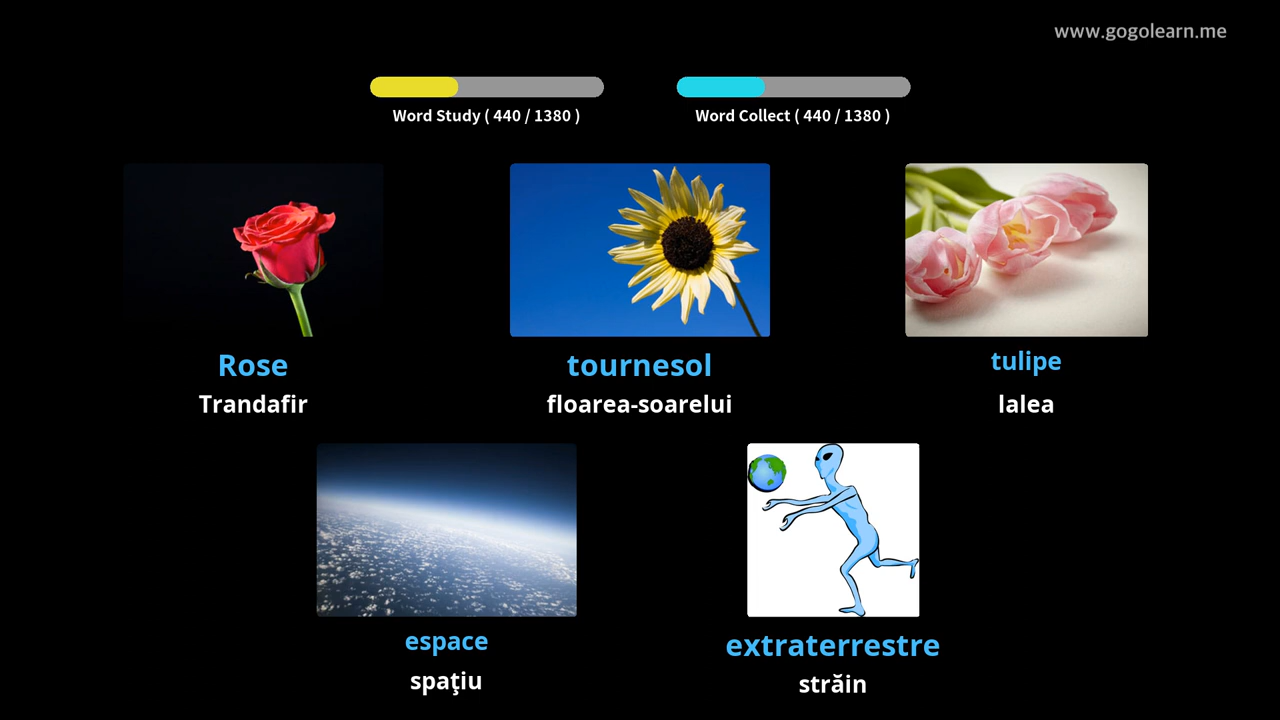 www.gogolearn.me
Word Study ( 440 / 1380 )
Word Collect ( 440 / 1380 )
Rose
Trandafir
tournesol
floarea-soarelui
tulipe
lalea
espace
spaţiu
extraterrestre
străin